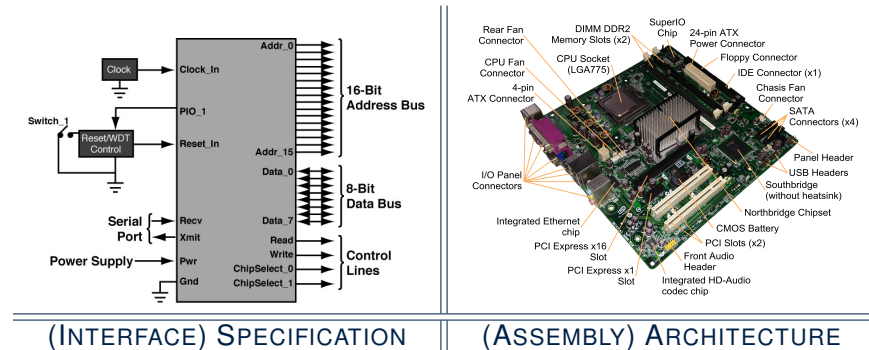 Addr_0
Clock
Clock_In
16-Bit
Address Bus
PIO_1
Switch_1
Reset/WDT
Control
Reset_In
Addr_15
Data_0
8-Bit
Data Bus
Serial
Port
Recv
Data_7
Xmit
Read
Write
Control
Lines
Power Supply
Pwr
ChipSelect_0
Gnd
ChipSelect_1
(INTERFACE) SPECIFICATION
Rear Fan
Connector
DIMM DDR2
Memory Slots (x2)
SuperIO
Chip
24-pin ATX
Power Connector
CPU Fan
Connector
CPU Socket
(LGA775)
Floppy Connector
IDE Connector (x1)
4-pin
ATX Connector
Chasis Fan
Connector
SATA
Connectors (x4)
Panel Header
I/O Panel
Connectors
USB Headers
Southbridge
(without heatsink)
Integrated Ethernet
chip
Northbridge Chipset
CMOS Battery
PCI Express x16
Slot
PCI Slots (x2)
PCI Express x1
Slot
Front Audio
Header
Integrated HD-Audio
codec chip
(ASSEMBLY) ARCHITECTURE